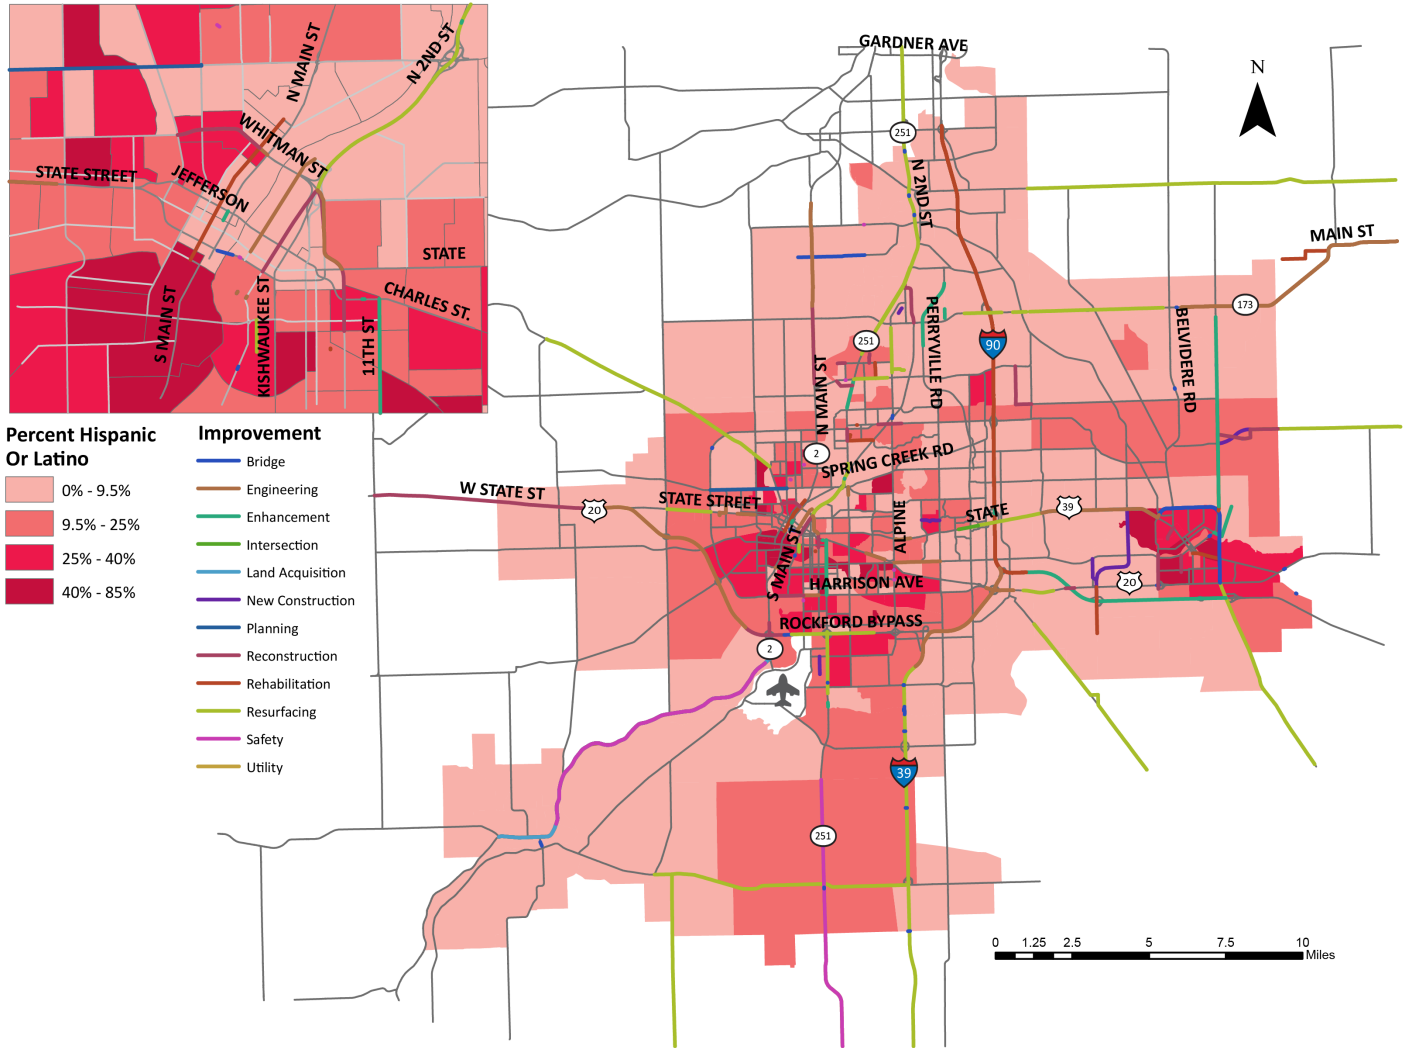 GARDNER AVE
N MAIN ST
N 2ND ST
N
251
WHITMAN ST
N 2ND ST
STATE STREET
JEFFERSON
MAIN ST
STATE
CHARLES ST.
173
S MAIN ST
KISHWAUKEE ST
11TH ST
PERRYVILLE RD
BELVIDERE RD
251
90
N MAIN ST
Percent Hispanic
Or Latino
0% - 9.5%
9.5% - 25%
25% - 40%
40% - 85%
Improvement
Bridge
Engineering
Enhancement
Intersection
Land Acquisition
New Construction
Planning
Reconstruction
Rehabilitation
Resurfacing
Safety
Utility
2
SPRING CREEK RD
W STATE ST
20
STATE STREET
ALPINE
STATE
39
S MAIN ST
HARRISON AVE
20
ROCKFORD BYPASS
2
39
251
0 1.25 2.5 5 7.5 10
Miles